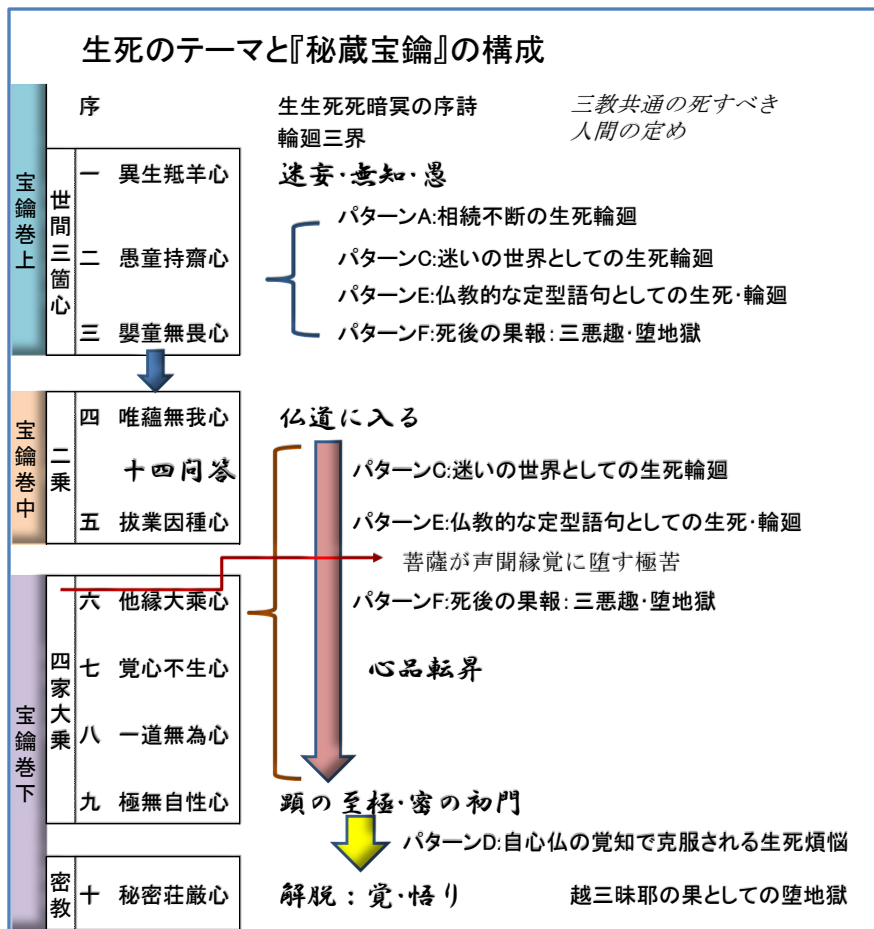 生死のテーマと『秘蔵宝鑰』の構成
序
生生死死暗冥の序詩
輪廻三界
三教共通の死すべき
人間の定め
宝鑰巻上
世間三箇心
一 異生羝羊心
迷妄・無知・愚
パターンA:相続不断の生死輪廻
二 愚童持齋心
パターンC:迷いの世界としての生死輪廻
パターンE:仏教的な定型語句としての生死・輪廻
三 嬰童無畏心
パターンF:死後の果報:三悪趣・堕地獄
宝鑰巻中
二乗
四 唯蘊無我心
仏道に入る
十四問答
パターンC:迷いの世界としての生死輪廻
五 抜業因種心
パターンE:仏教的な定型語句としての生死・輪廻
菩薩が声聞縁覚に堕す極苦
宝鑰巻下
四家大乗
六 他縁大乗心
パターンF:死後の果報:三悪趣・堕地獄
七 覚心不生心
心品転昇
八 一道無為心
九 極無自性心
顕の至極・密の初門
パターンD:自心仏の覚知で克服される生死煩悩
密教
十 秘密荘厳心
解脱:覚・悟り
越三昧耶の果としての堕地獄